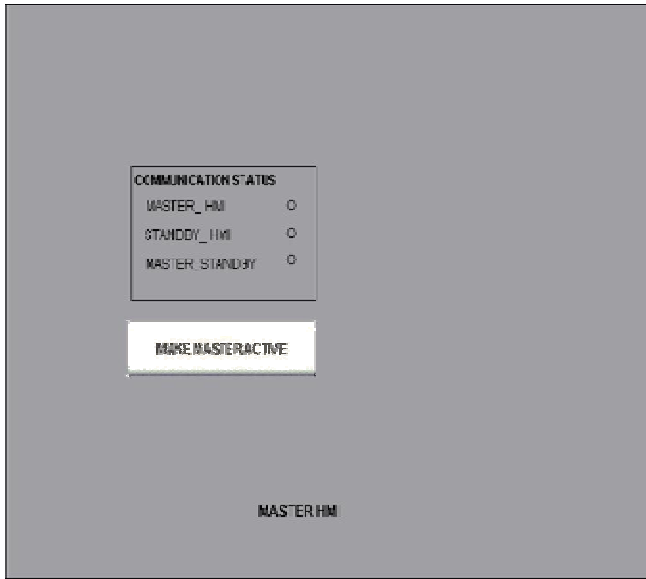 COMMUNICATION STATUS
MASTER_HMI
STANDBY_HMI
MASTER_STANDBY
MAKE MASTER ACTIVE
MASTER HMI